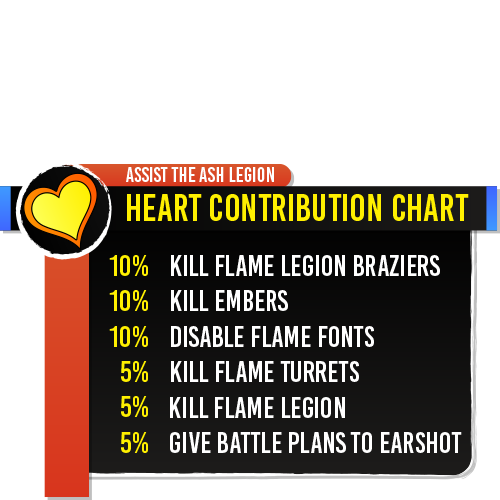 ASSIST THE ASH LEGION
HEART CONTRIBUTION CHART
10% KILL FLAME LEGION BRAZIERS
10% KILL EMBERS
10% DISABLE FLAME FONTS
5% KILL FLAME TURRETS
5% KILL FLAME LEGION
5% GIVE BATTLE PLANS TO EARSHOT